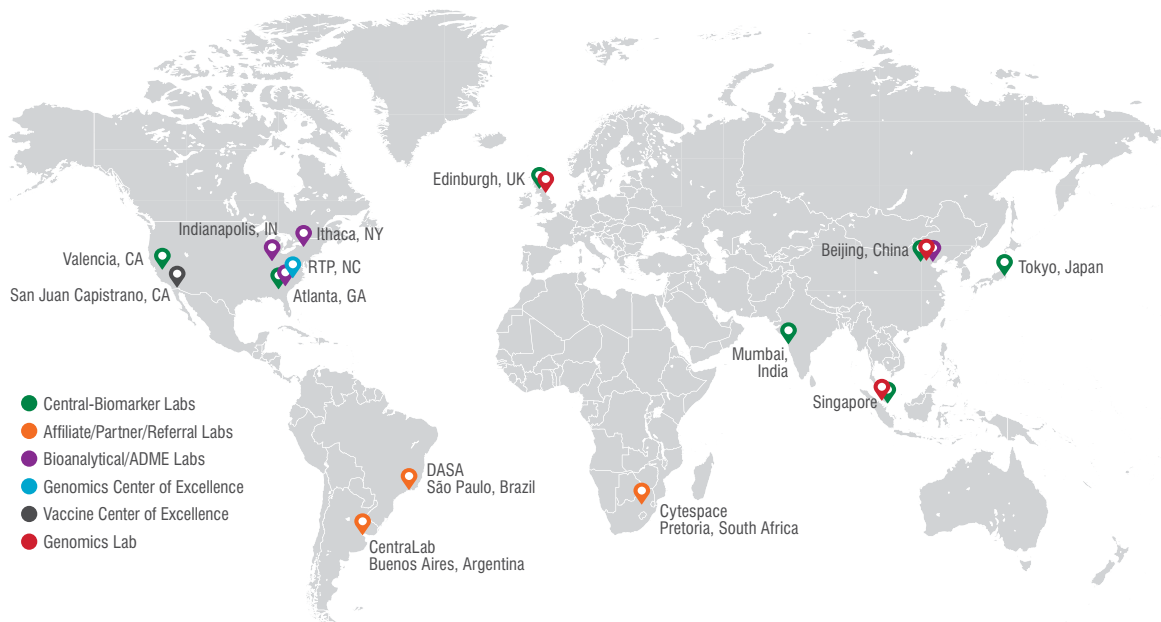 Edinburgh, UK
Indianapolis, IN
Ithaca, NY
Valencia, CA
RTP, NC
San Juan Capistrano, CA
Atlanta, GA
Beijing, China
Tokyo, Japan
Mumbai,
India
Singapore
Central-Biomarker Labs
Affiliate/Partner/Referral Labs
Bioanalytical/ADME Labs
Genomics Center of Excellence
Vaccine Center of Excellence
Genomics Lab
DASA
São Paulo, Brazil
CentraLab
Buenos Aires, Argentina
Cytespace
Pretoria, South Africa